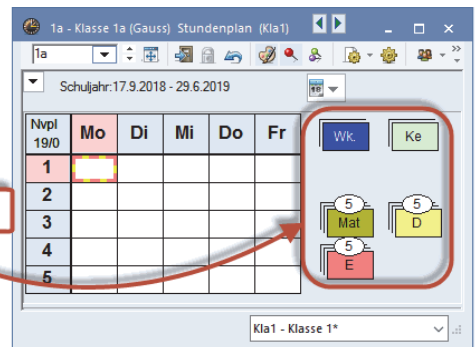 1a - Klasse 1a (Gauss) Stundenplan (Kla1)
1a
Schuljahr:17.9.2018 - 29.6.2019
18
Nvpl 19/0 Mo Di Mi Do Fr
1
2
3
4
5
Wk. Ke
5 5
Mat D
5
E
Kla1 - Klasse 1*